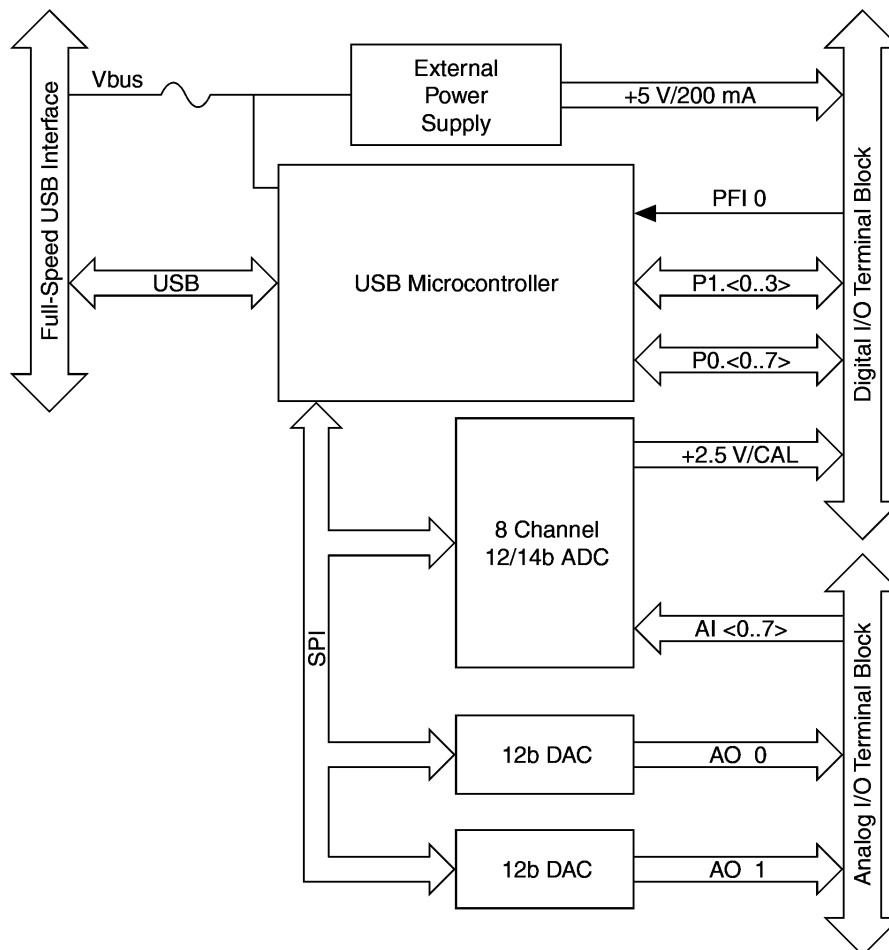 Vbus
External
Power
Supply
+5 V/200 mA
Full-Speed USB Interface
USB
USB Microcontroller
PFI 0
P1.<0..3>
P0.<0..7>
Digital I/O Terminal Block
+2.5 V/CAL
8 Channel
12/14b ADC
AI <0..7>
SPI
12b DAC
AO 0
12b DAC
AO 1
Analog I/O Terminal Block